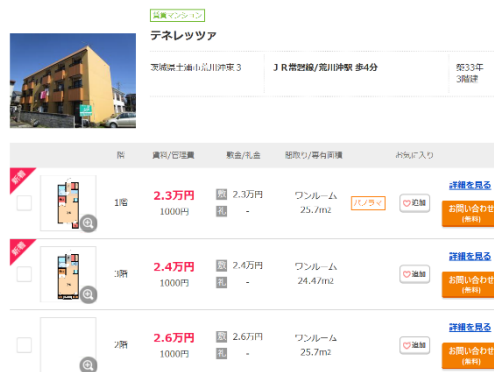 賃貸マンション
テネレッツァ
茨城県土浦市荒川沖東３
ＪＲ常磐線/荒川沖駅 歩4分
築33年
3階建
階 賃料/管理費 敷金/礼金 間取り/専有面積 お気に入り
新着
1階
2.3万円
1000円
敷 2.3万円
礼 -
ワンルーム
25.7m2
パノラマ
追加
詳細を見る
お問い合わせ
(無料)
新着
3階
2.4万円
1000円
敷 2.4万円
礼 -
ワンルーム
24.47m2
追加
詳細を見る
お問い合わせ
(無料)
2階
2.6万円
1000円
敷 2.6万円
礼 -
ワンルーム
25.7m2
追加
詳細を見る
お問い合わせ
(無料)